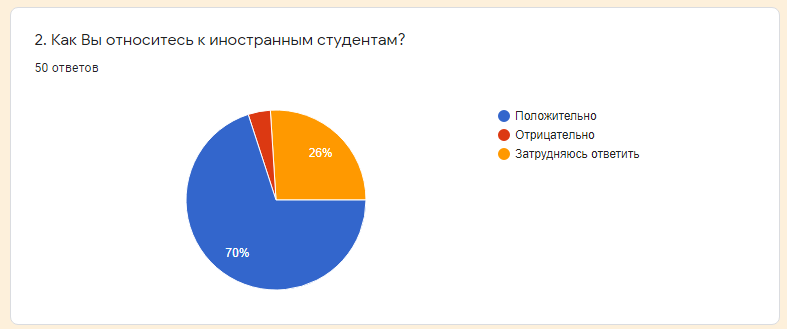 2. Как Вы относитесь к иностранным студентам?
50 ответов
Положительно
Отрицательно
Затрудняюсь ответить
26%
70%